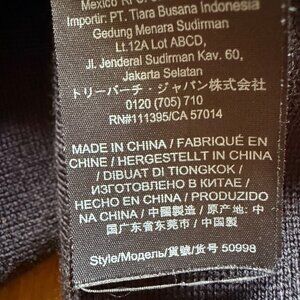 Importir: PT. Tiara Busana Indonesia
Gedung Menara Sudirman
Lt.12A Lot ABCD,
Jl. Jenderal Sudirman Kav. 60,
Jakarta Selatan
トリーバーチ・ジャパン株式会社
0120 (705) 710
RN#111395/CA 57014
MADE IN CHINA / FABRIQUÉ EN
CHINE / HERGESTELLT IN CHINA
/ DIBUAT DI TIONGKOK /
ИЗГОТОВЛЕНО В КИТАЕ /
HECHO EN CHINA / PRODUZIDO
NA CHINA / 中國製造 / 原产地:中
国广东省东莞市 / 中国製
Style/Модель/貨號/货号 50998